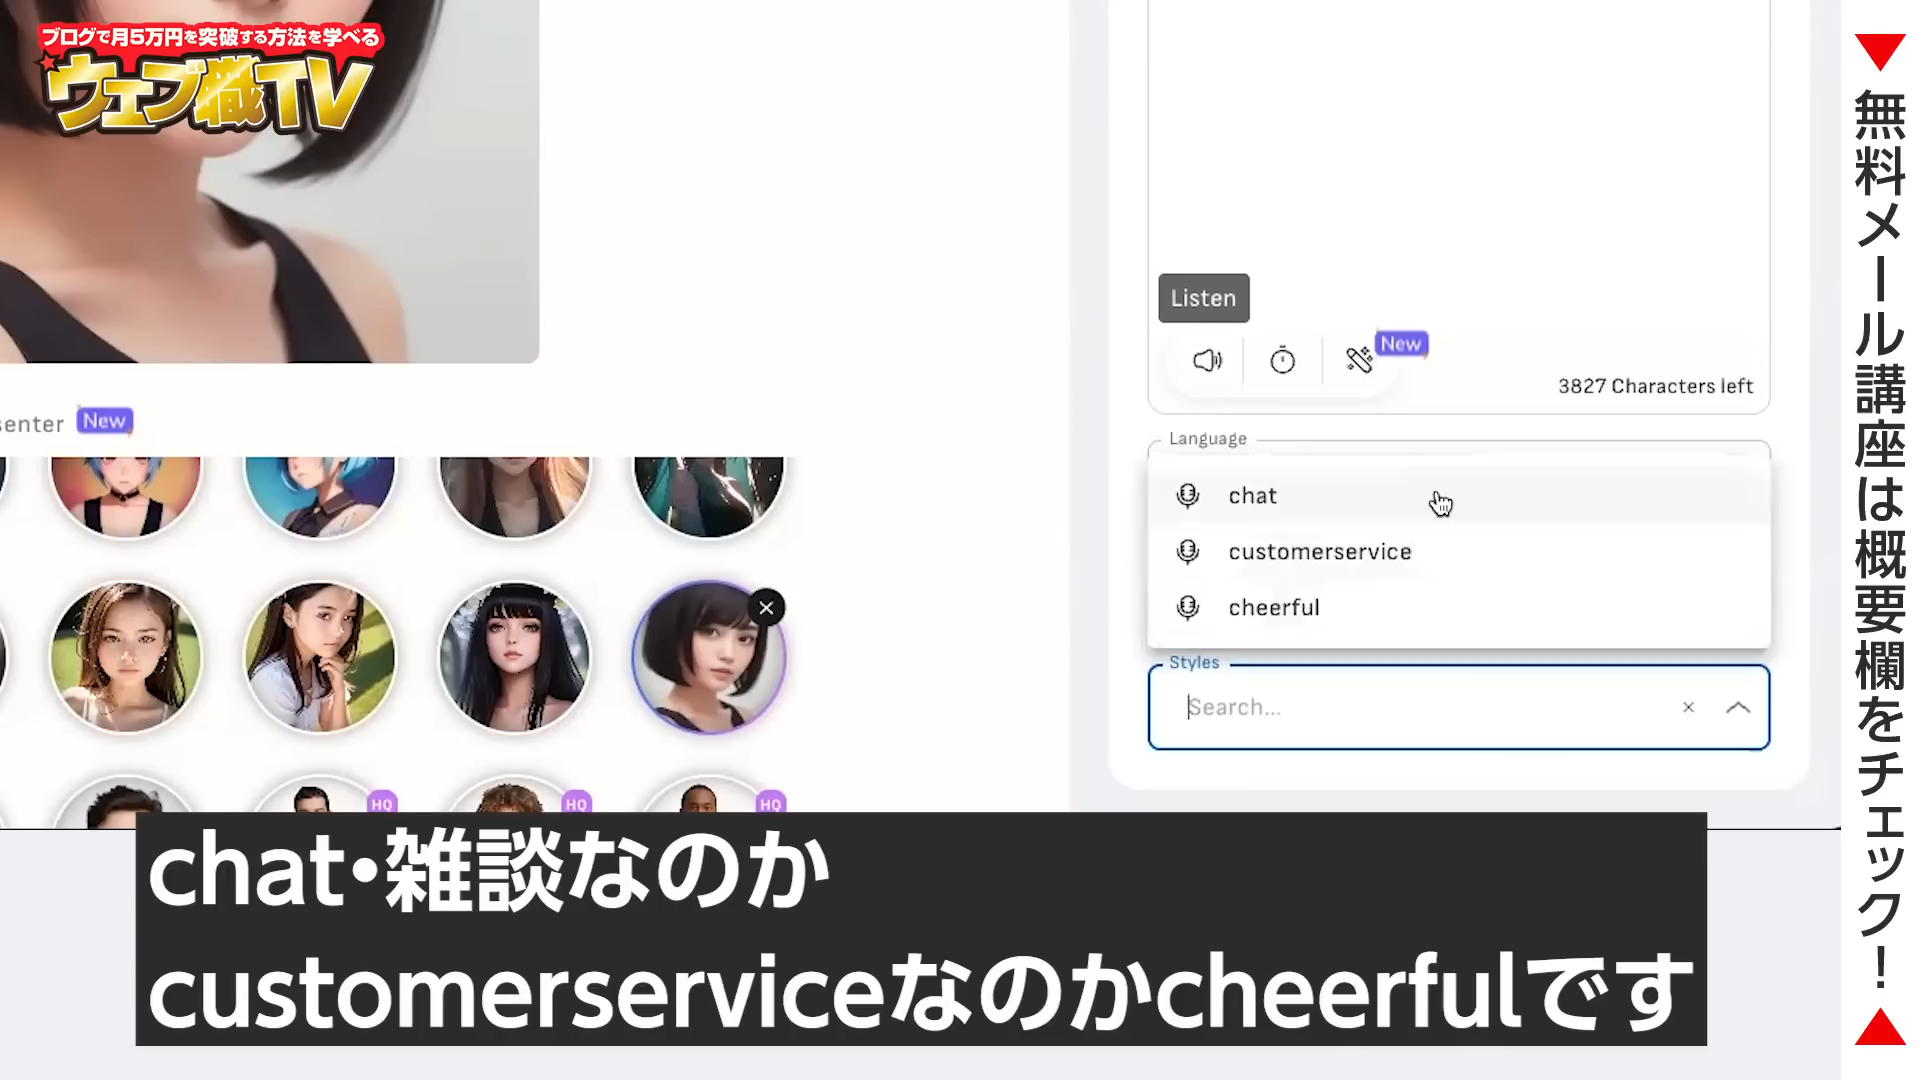 ブログで月5万円を突破する方法を学べる
ウェブ職TV
Listen
New
3827 Characters left
Language
chat
customerservice
cheerful
Styles
Search...
senter New
HQ
HQ
HQ
chat・雑談なのか
customerserviceなのかcheerfulです
▼無料メール講座は概要欄をチェック！▲